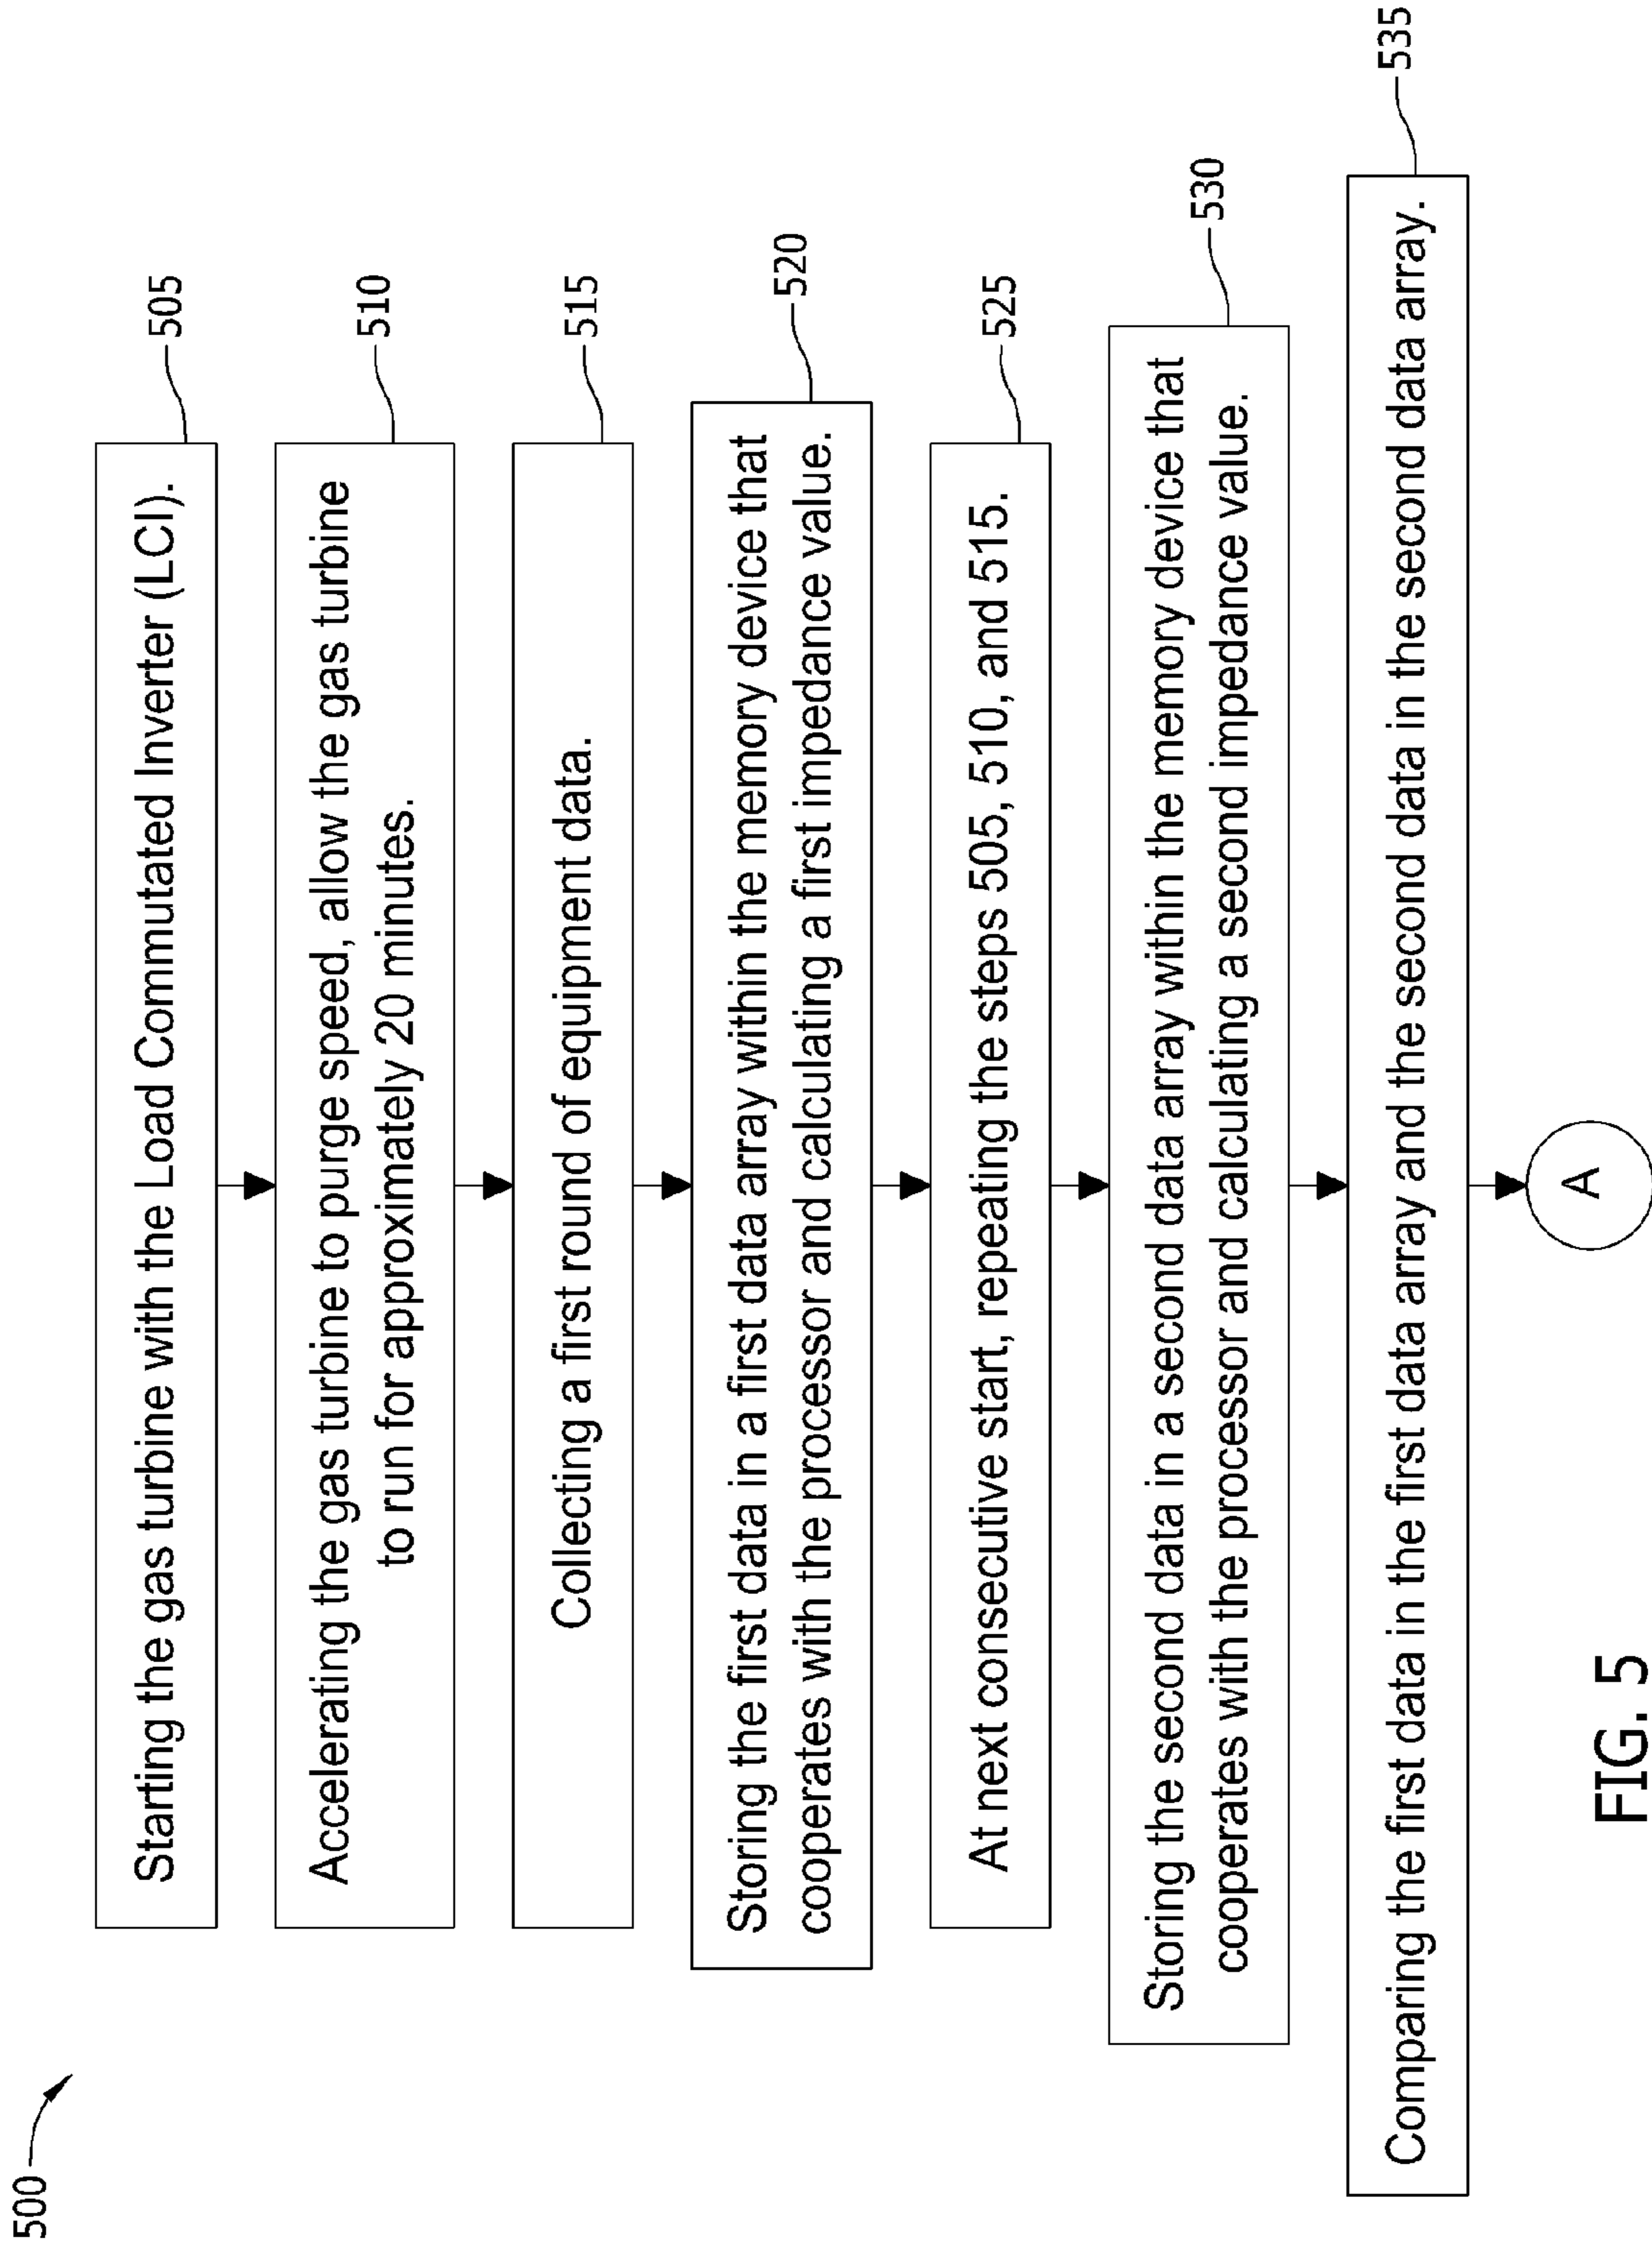 500
Starting the gas turbine with the Load Commutated Inverter (LCI).
505
Accelerating the gas turbine to purge speed, allow the gas turbine
to run for approximately 20 minutes.
510
Collecting a first round of equipment data.
515
Storing the first data in a first data array within the memory device that
cooperates with the processor and calculating a first impedance value.
520
At next consecutive start, repeating the steps 505, 510, and 515.
525
Storing the second data in a second data array within the memory device that
cooperates with the processor and calculating a second impedance value.
530
Comparing the first data in the first data array and the second data in the second data array.
535
A
FIG. 5